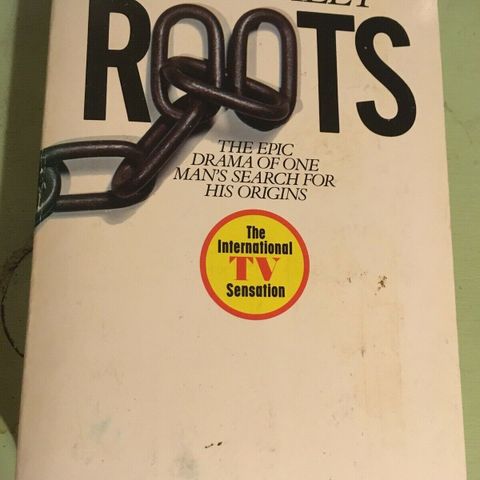 ROOTS
THE EPIC
DRAMA OF ONE
MAN'S SEARCH FOR
HIS ORIGINS
The
International
TV
Sensation